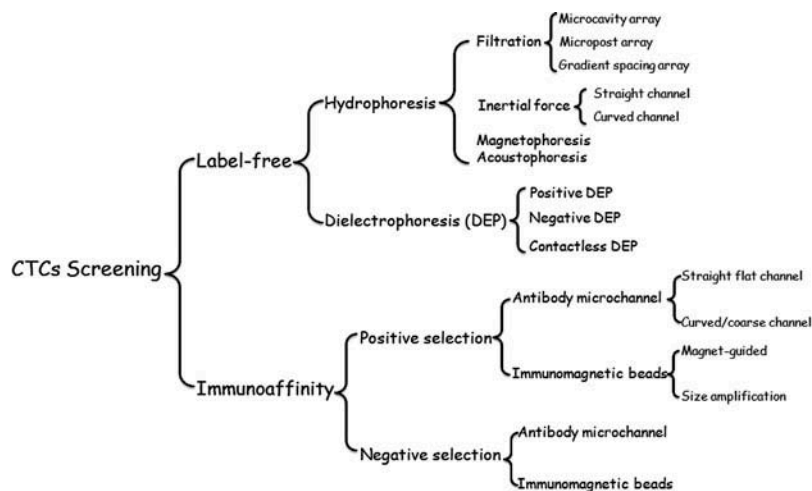 Microcavity array
Filtration
Micropost array
Gradient spacing array
Hydrophoresis
Inertial force
Straight channel
Curved channel
Magnetophoresis
Acoustophoresis
Label-free
Positive DEP
Dielectrophoresis (DEP)
Negative DEP
Contactless DEP
CTCs Screening
Straight flat channel
Antibody microchannel
Curved/coarse channel
Positive selection
Magnet-guided
Immunomagnetic beads
Size amplification
Immunoaffinity
Antibody microchannel
Negative selection
Immunomagnetic beads